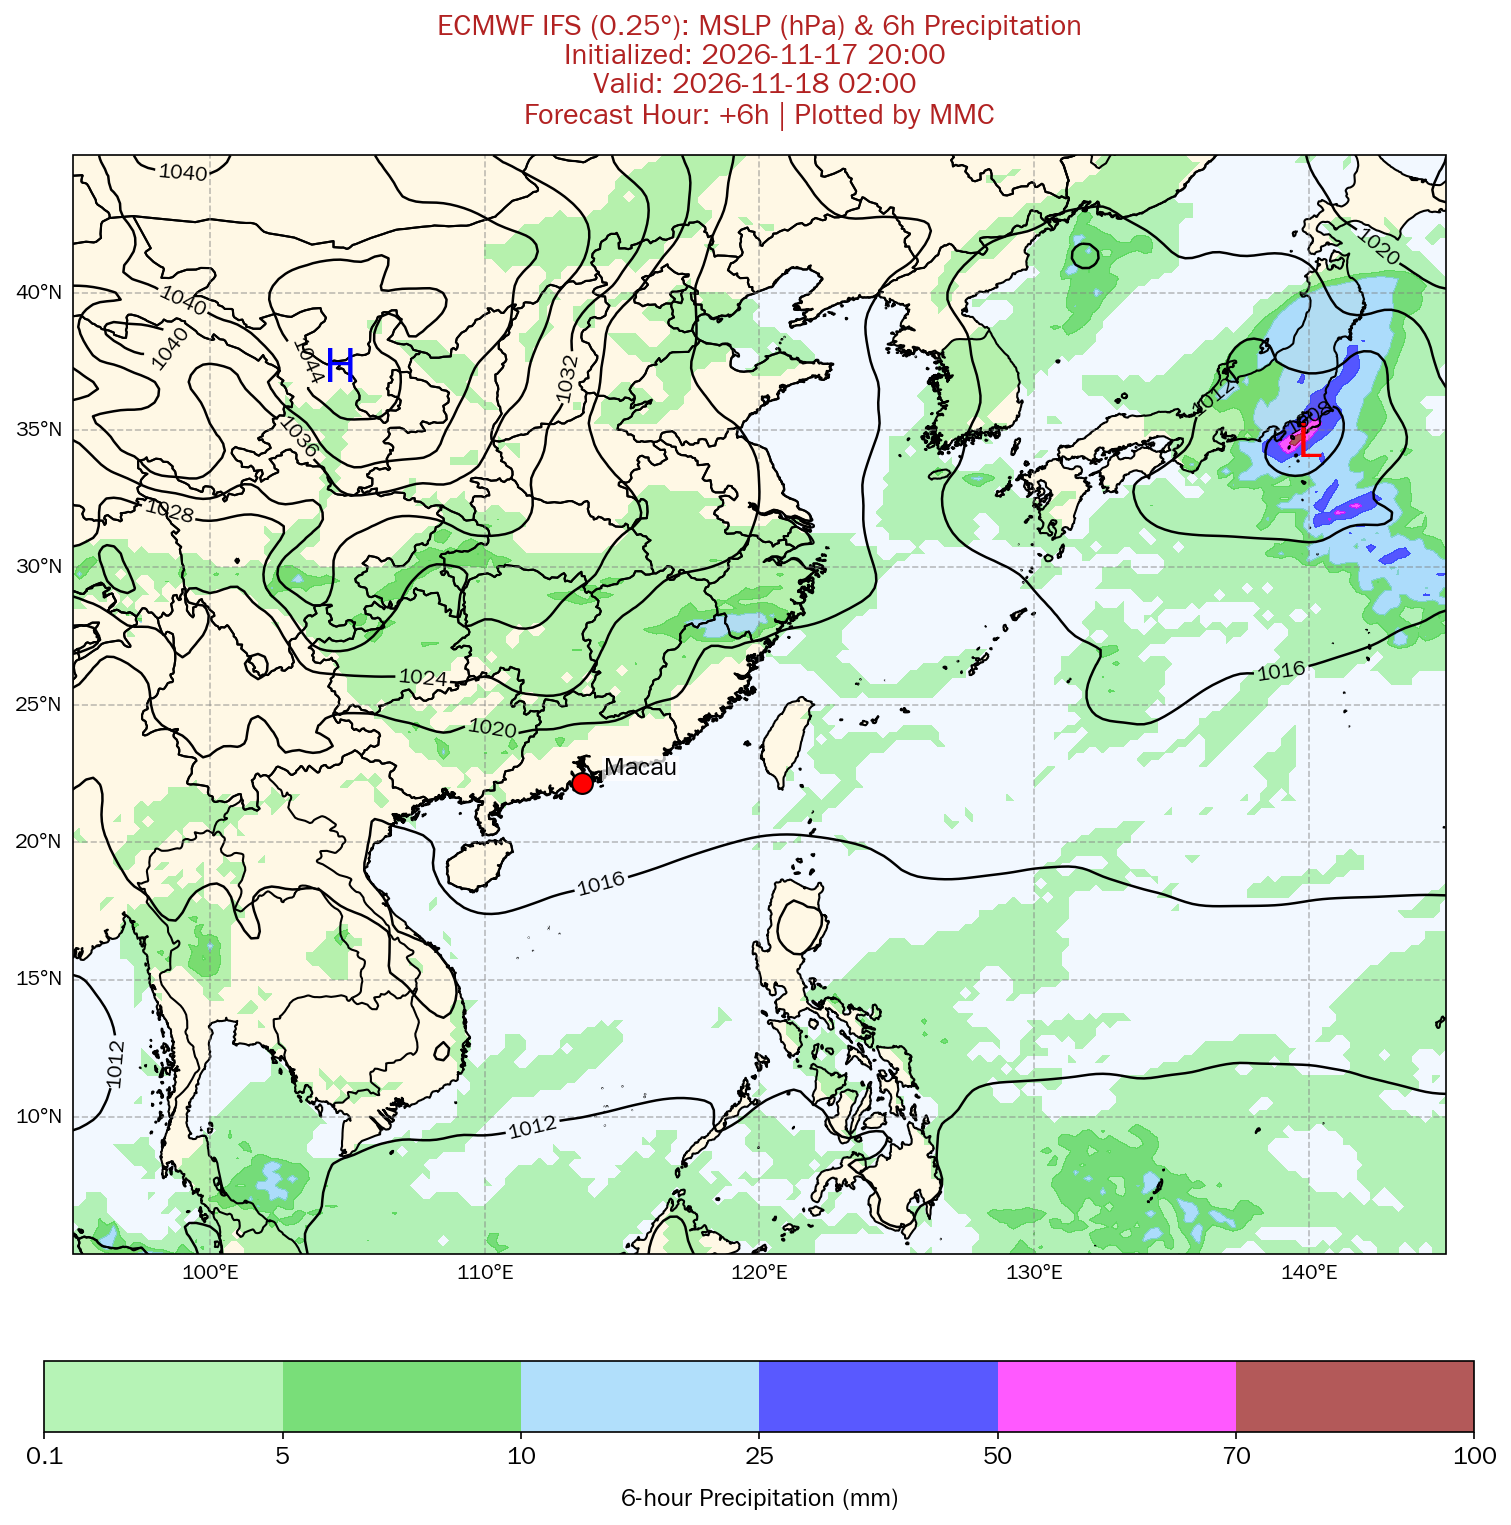 ECMWF IFS (0.25°): MSLP (hPa) & 6h Precipitation
Initialized: 2026-11-17 20:00
Valid: 2026-11-18 02:00
Forecast Hour: +6h | Plotted by MMC
1040
1020
40°N
1040
1040
1044
H
1032
1012
1008
35°N
1036
L
1028
30°N
1024
1016
25°N
1020
Macau
20°N
1016
15°N
1012
10°N
1012
100°E 110°E 120°E 130°E 140°E
0.1 5 10 25 50 70 100
6-hour Precipitation (mm)